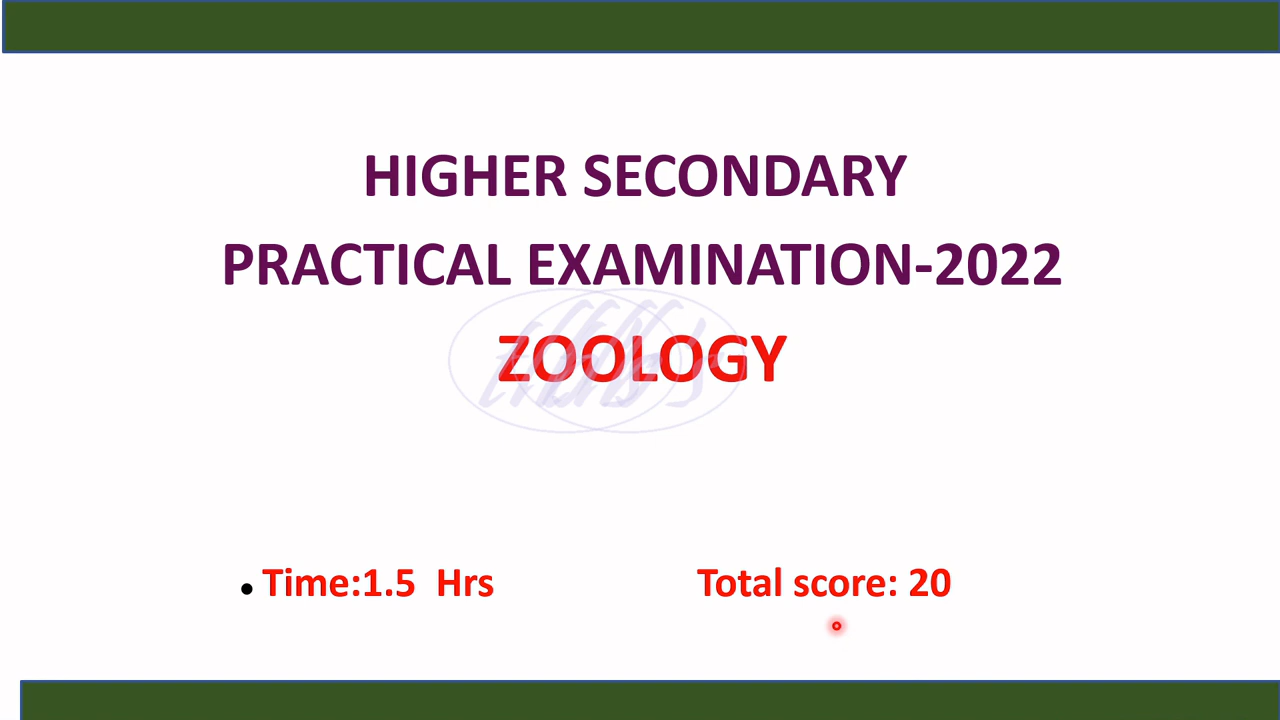 HIGHER SECONDARY
PRACTICAL EXAMINATION-2022
ZOOLOGY
• Time:1.5 Hrs Total score: 20